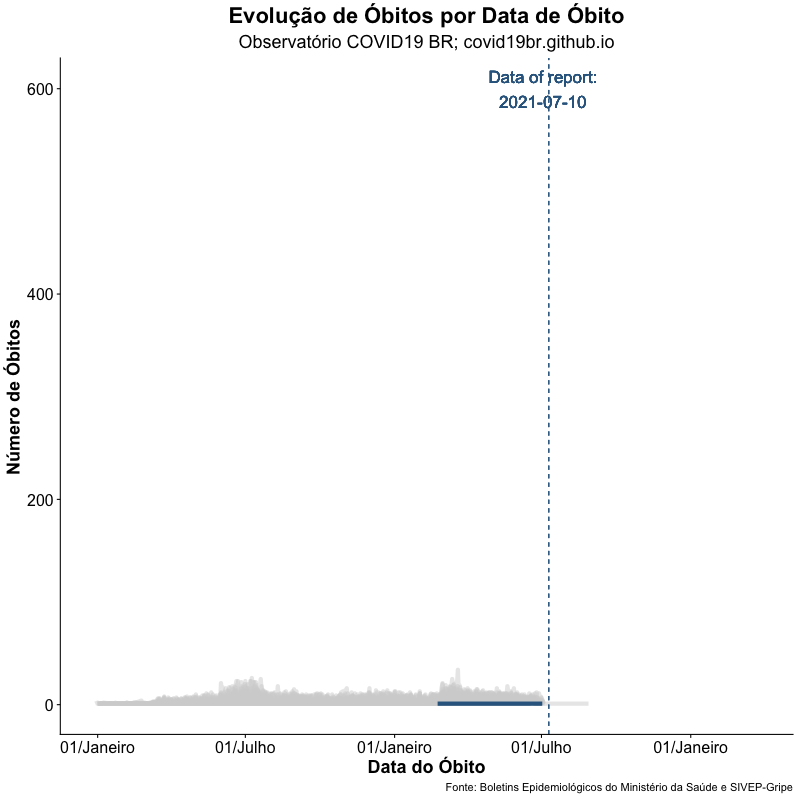 Evolução de Óbitos por Data de Óbito
Observatório COVID19 BR; covid19br.github.io
Data of report:
2021-07-10
600
400
200
0
Número de Óbitos
01/Janeiro
01/Julho
01/Janeiro
01/Julho
01/Janeiro
Data do Óbito
Fonte: Boletins Epidemiológicos do Ministério da Saúde e SIVEP-Gripe